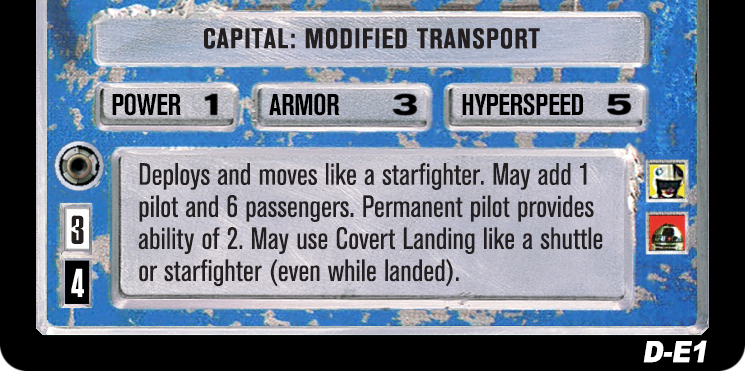 CAPITAL: MODIFIED TRANSPORT
POWER 1 ARMOR 3 HYPERSPEED 5
Deploys and moves like a starfighter. May add 1
pilot and 6 passengers. Permanent pilot provides
ability of 2. May use Covert Landing like a shuttle
or starfighter (even while landed).
3
4
D-E1